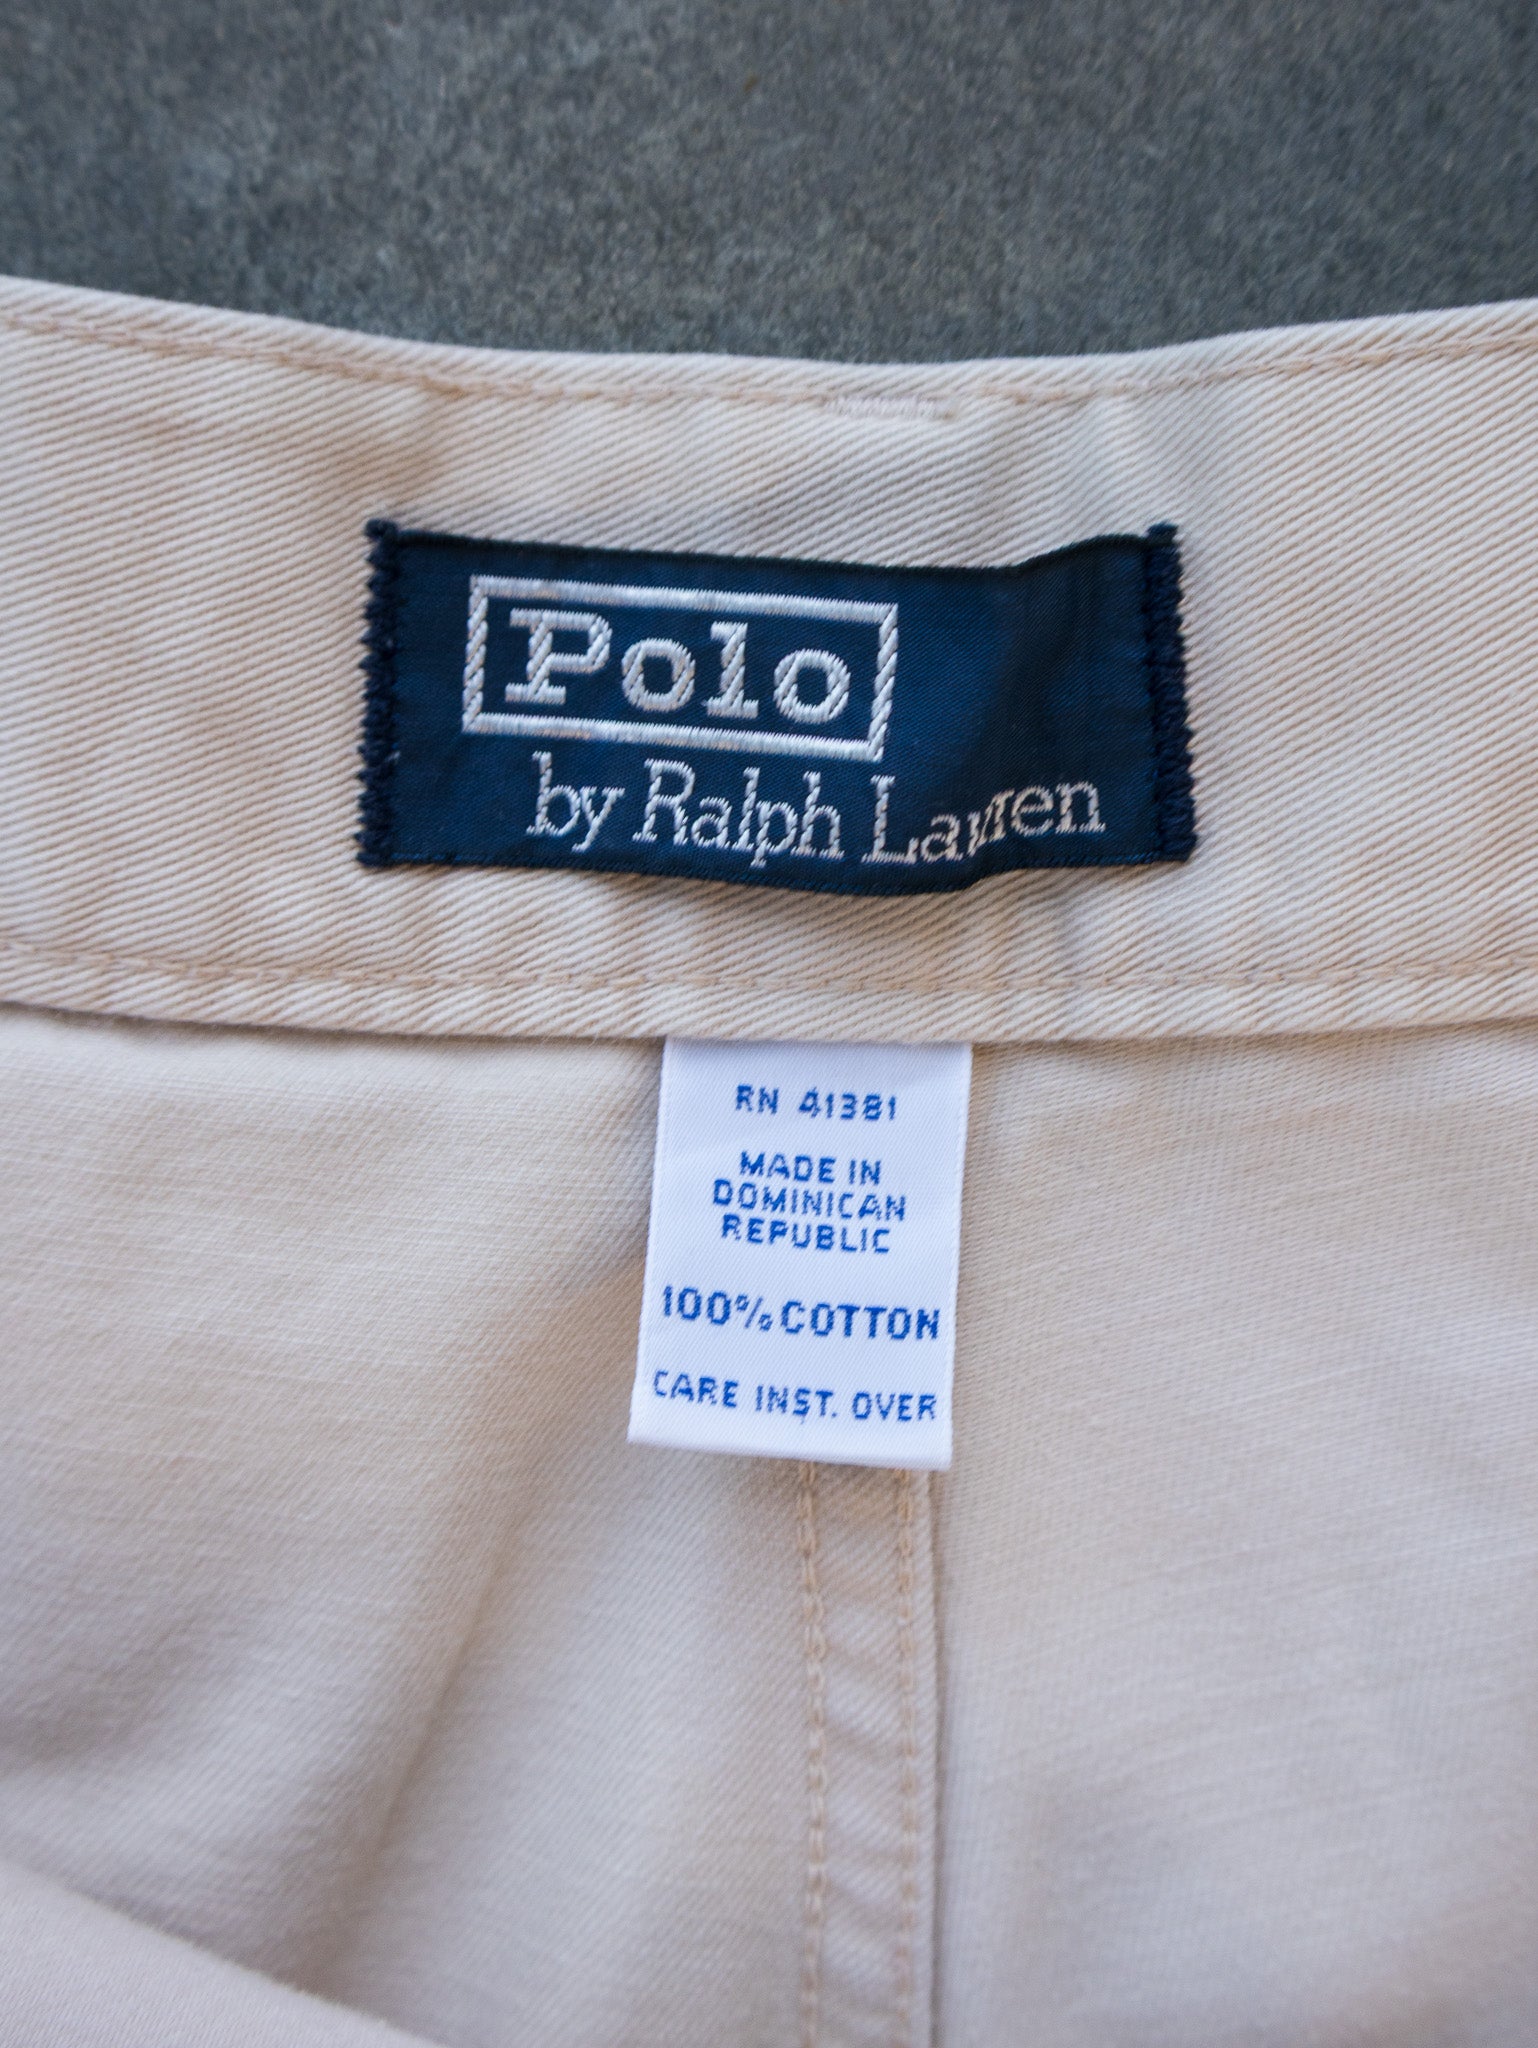 Polo
by Ralph Lauren
RN 41381
MADE IN
DOMINICAN
REPUBLIC
100% COTTON
CARE INST. OVER